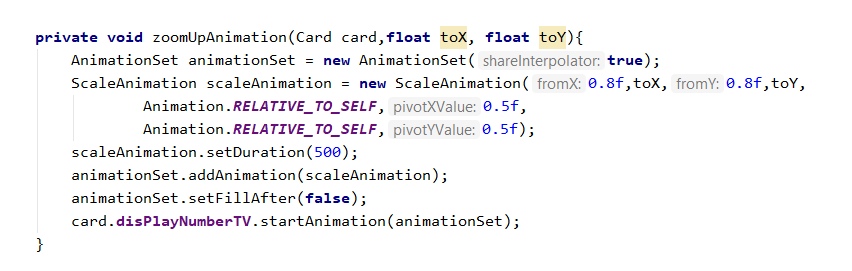 private void zoomUpAnimation(Card card,float toX, float toY){
AnimationSet animationSet = new AnimationSet( shareInterpolator: true);
ScaleAnimation scaleAnimation = new ScaleAnimation( fromX: 0.8f,toX, fromY: 0.8f,toY,
Animation.RELATIVE_TO_SELF, pivotXValue: 0.5f,
Animation.RELATIVE_TO_SELF, pivotYValue: 0.5f);
scaleAnimation.setDuration(500);
animationSet.addAnimation(scaleAnimation);
animationSet.setFillAfter(false);
card.disPlayNumberTV.startAnimation(animationSet);
}